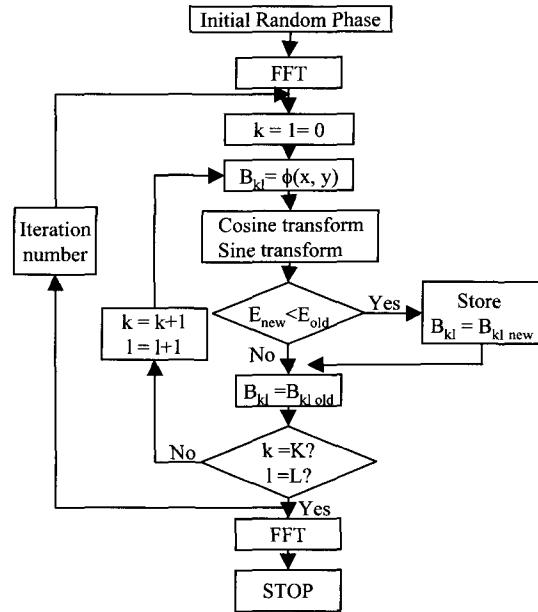 Initial Random Phase
FFT
k = 1= 0
B_kl = ϕ(x, y)
Cosine transform
Sine transform
Iteration
number
k = k+1
l = l+1
E_new<E_old
Yes
Store
B_kl = B_kl new
No
B_kl =B_kl old
No
k =K?
l =L?
Yes
FFT
STOP